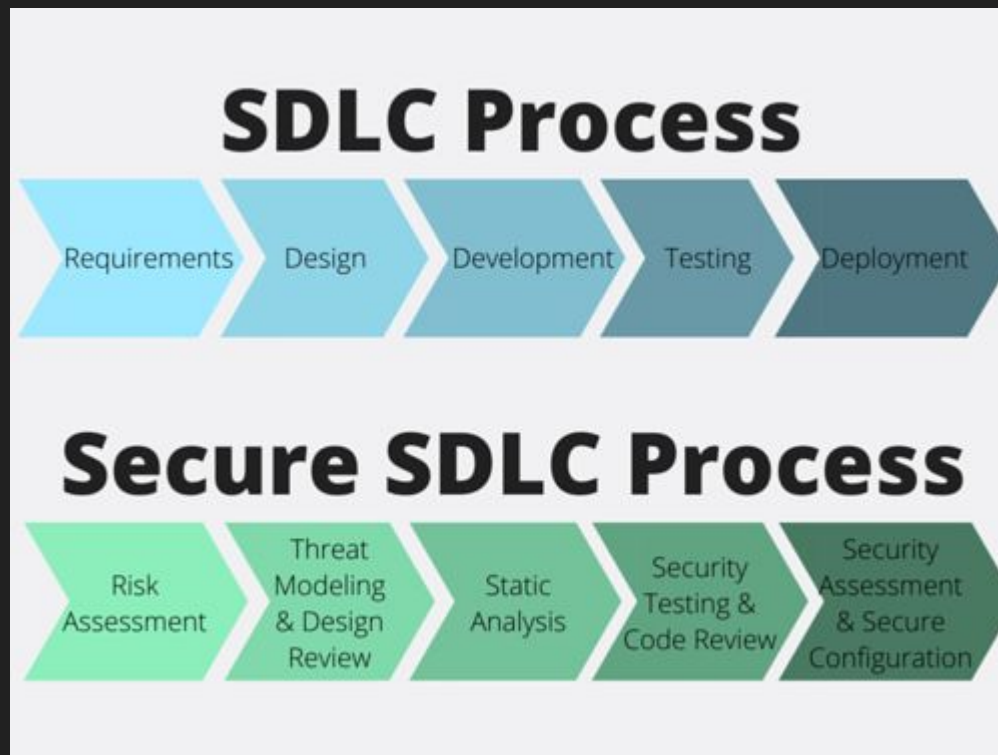 SDLC Process
Requirements
Design
Development
Testing
Deployment
Secure SDLC Process
Risk
Assessment
Threat
Modeling
& Design
Review
Static
Analysis
Security
Testing &
Code Review
Security
Assessment
& Secure
Configuration